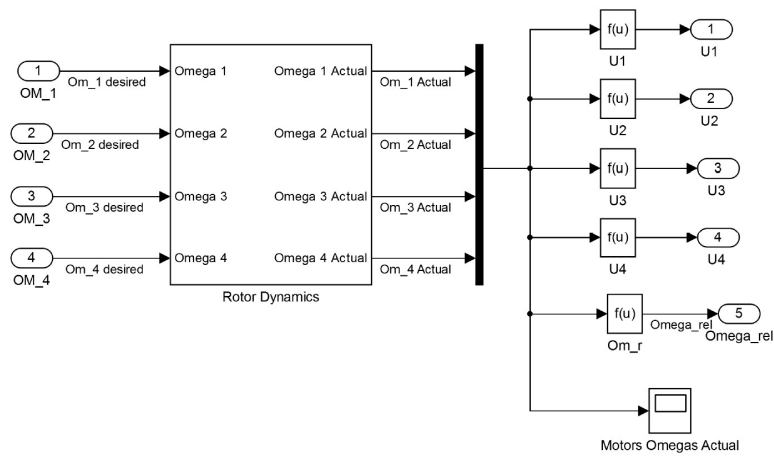 1
OM_1
Om_1 desired
2
OM_2
Om_2 desired
3
OM_3
Om_3 desired
4
OM_4
Om_4 desired
Omega 1
Omega 1 Actual
Omega 2
Omega 2 Actual
Omega 3
Omega 3 Actual
Omega 4
Omega 4 Actual
Rotor Dynamics
Om_1 Actual
Om_2 Actual
Om_3 Actual
Om_4 Actual
f(u)
U1
1
U1
f(u)
U2
2
U2
f(u)
U3
3
U3
f(u)
U4
4
U4
f(u)
Om_r
Omega_rel
5
Omega_rel
Motors Omegas Actual